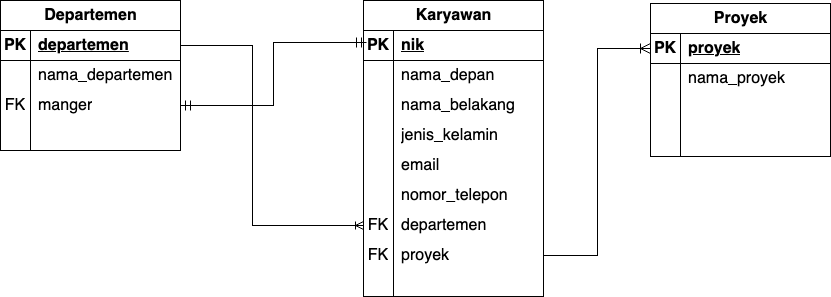 Departemen
PK departemen
nama_departemen
FK manger
Karyawan
PK nik
nama_depan
nama_belakang
jenis_kelamin
email
nomor_telepon
FK departemen
FK proyek
Proyek
PK proyek
nama_proyek